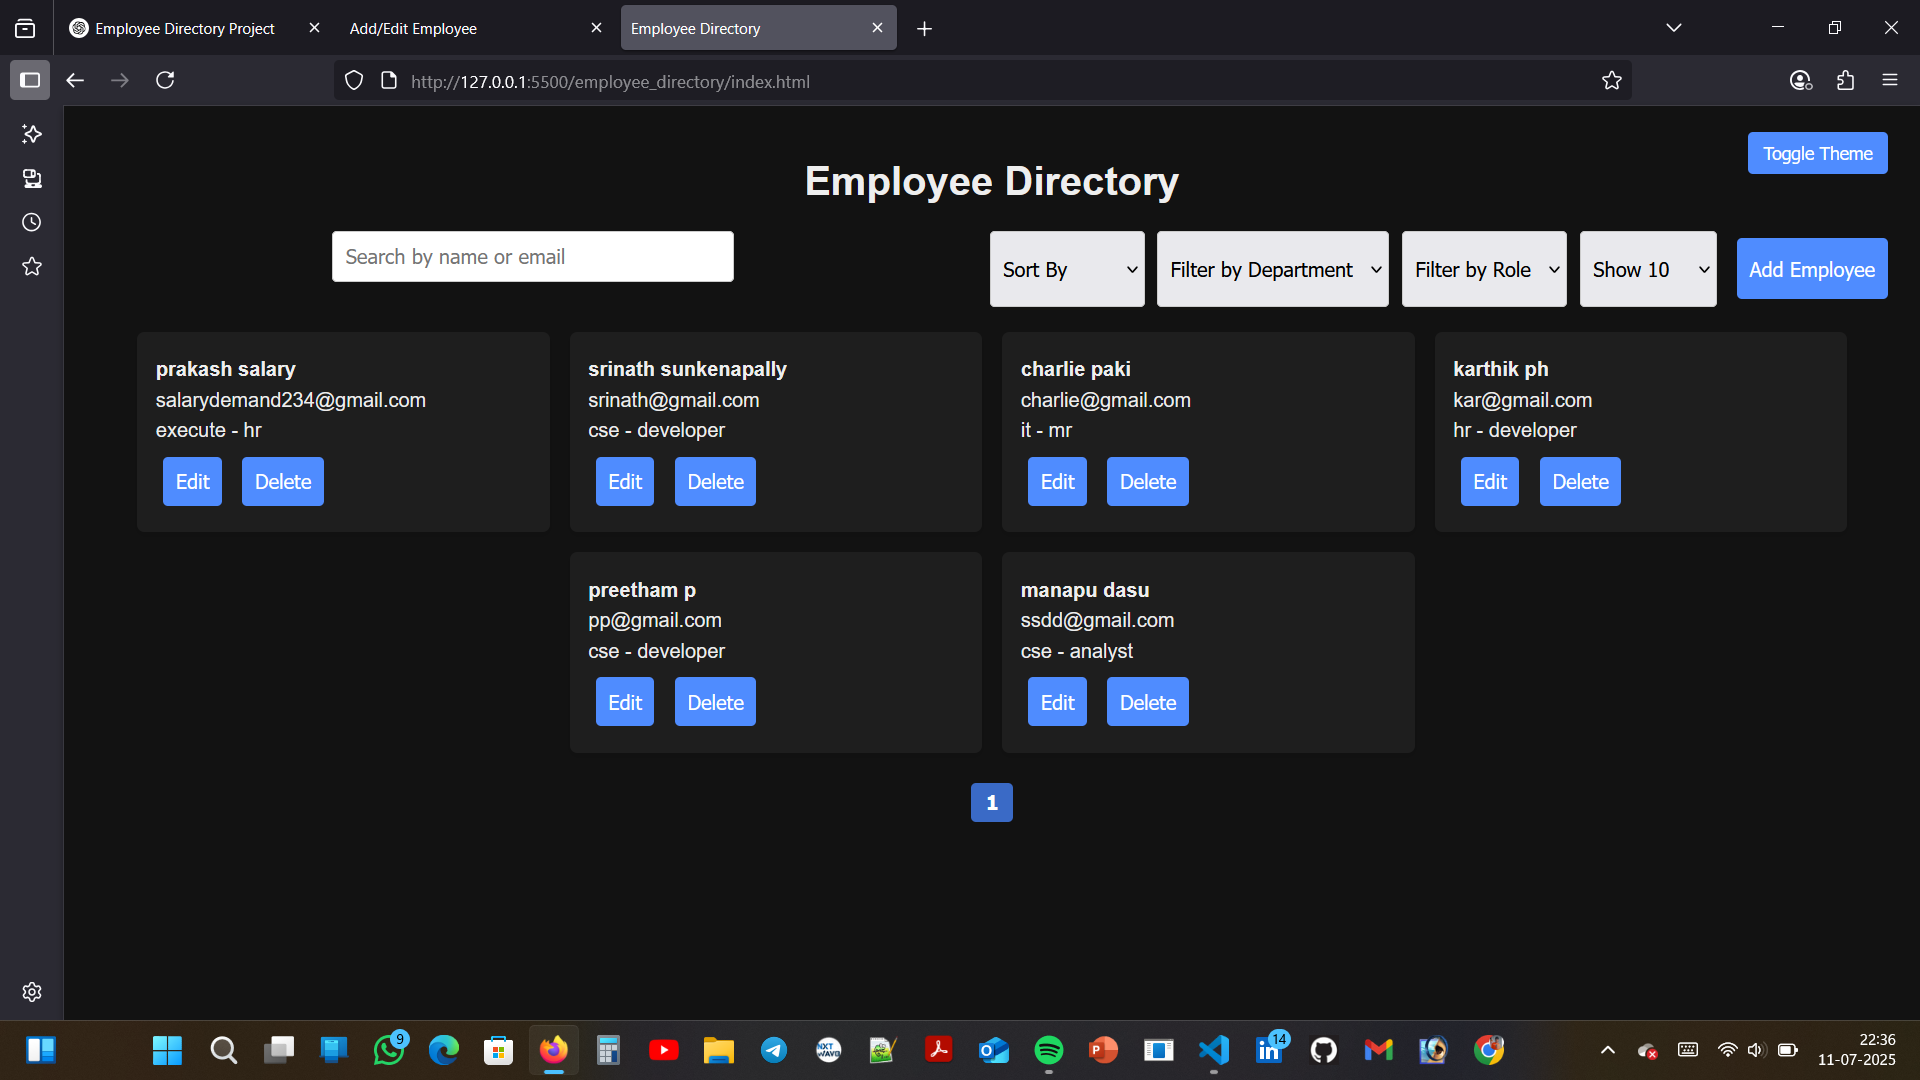 Employee Directory Project
Add/Edit Employee
Employee Directory
http://127.0.0.1:5500/employee_directory/index.html
Toggle Theme
Employee Directory
Search by name or email
Sort By
Filter by Department
Filter by Role
Show 10
Add Employee
prakash salary
salarydemand234@gmail.com
execute - hr
Edit
Delete
srinath sunkenapally
srinath@gmail.com
cse - developer
Edit
Delete
charlie paki
charlie@gmail.com
it - mr
Edit
Delete
karthik ph
kar@gmail.com
hr - developer
Edit
Delete
preetham p
pp@gmail.com
cse - developer
Edit
Delete
manapu dasu
ssdd@gmail.com
cse - analyst
Edit
Delete
1
9
NXT
WAVE
14
22:36
11-07-2025